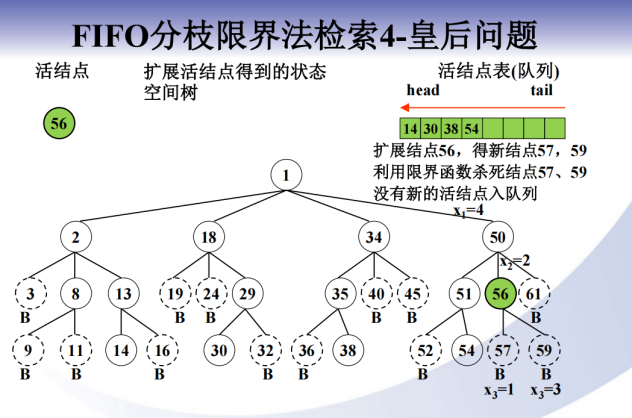 FIFO分枝限界法检索4-皇后问题
活结点
扩展活结点得到的状态
空间树
活结点表(队列)
head tail
56
14 30 38 54
扩展结点56，得新结点57，59
利用限界函数杀死结点57、59
没有新的活结点入队列
1
x₁=4
2 18 34 50
x₂=2
3 8 13 19 24 29 35 40 45 51 56 61
B B B B B B
9 11 14 16 30 32 36 38 52 54 57 59
B B B B B B B B
x₃=1 x₃=3